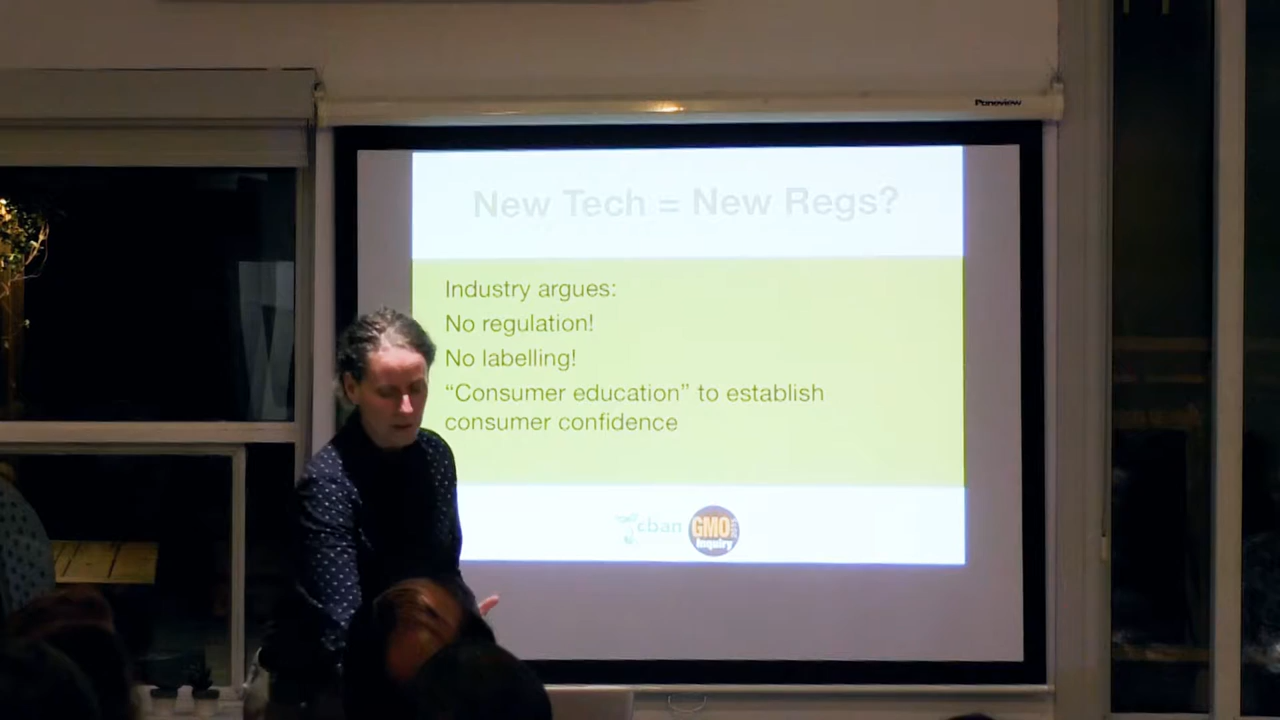 Paneview
New Tech = New Regs?
Industry argues:
No regulation!
No labelling!
“Consumer education” to establish
consumer confidence
cban
GMO
Inquiry